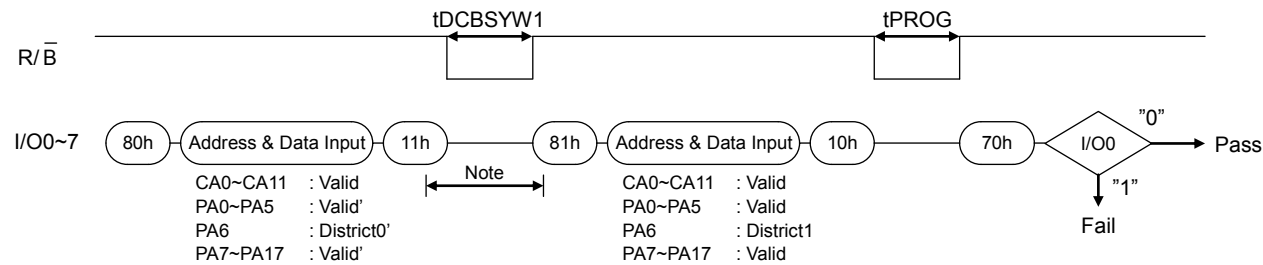 tDCBSYW1
tPROG
R/B̅
I/O0~7
80h
Address & Data Input
11h
81h
Address & Data Input
10h
70h
I/O0
"0"
Pass
"1"
Fail
Note
CA0~CA11 : Valid
PA0~PA5 : Valid'
PA6 : District0'
PA7~PA17 : Valid'
CA0~CA11 : Valid
PA0~PA5 : Valid
PA6 : District1
PA7~PA17 : Valid